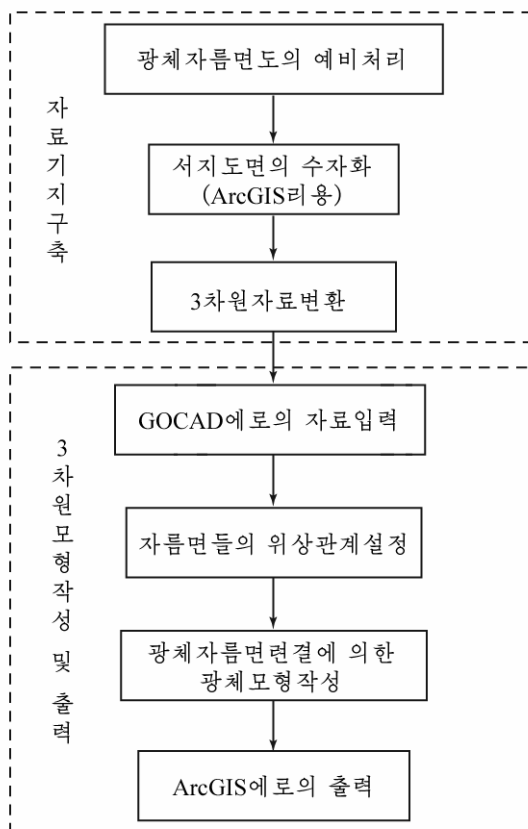 자료기지구축
광체자름면도의 예비처리
서지도면의 수자화
(ArcGIS리용)
3차원자료변환
3차원모형작성 및 출력
GOCAD에로의 자료입력
자름면들의 위상관계설정
광체자름면련결에 의한
광체모형작성
ArcGIS에로의 출력